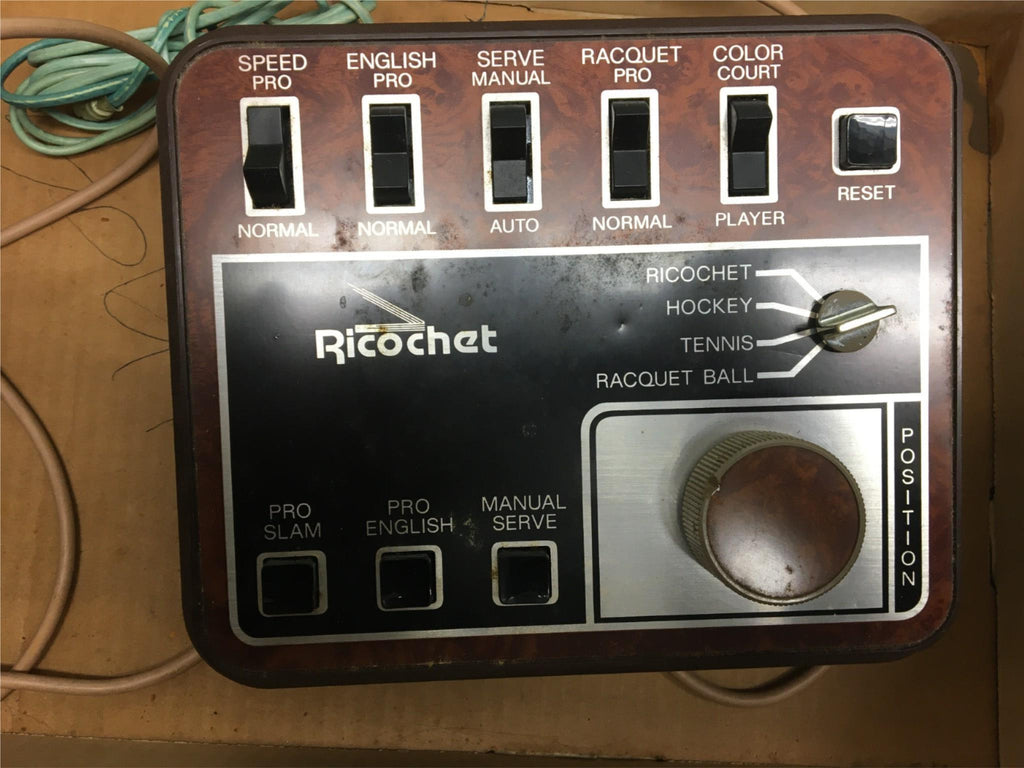 SPEED
PRO
ENGLISH
PRO
SERVE
MANUAL
RACQUET
PRO
COLOR
COURT
NORMAL
NORMAL
AUTO
NORMAL
PLAYER
RESET
RICOCHET
HOCKEY
TENNIS
RACQUET BALL
Ricochet
POSITION
PRO
SLAM
PRO
ENGLISH
MANUAL
SERVE